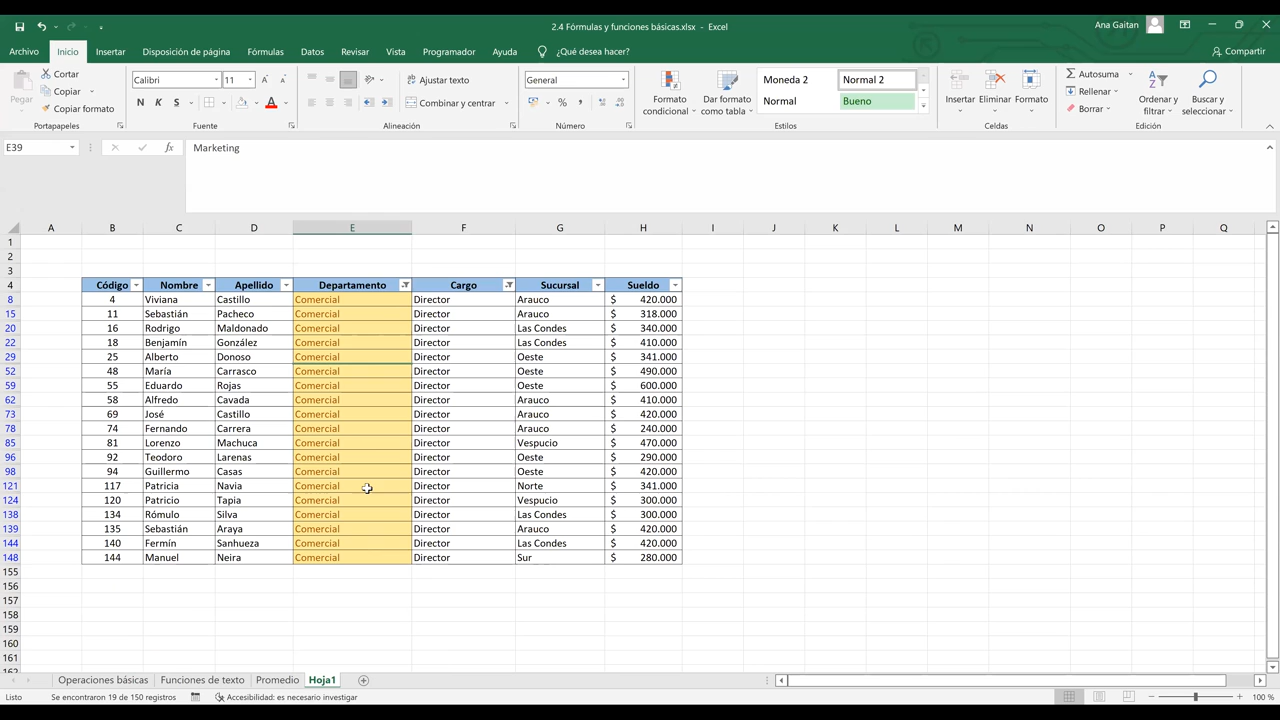 2.4 Fórmulas y funciones básicas.xlsx - Excel
Ana Gaitan
Archivo Inicio Insertar Disposición de página Fórmulas Datos Revisar Vista Programador Ayuda ¿Qué desea hacer? Compartir
Pegar
Cortar
Copiar
Copiar formato
Portapapeles
Calibri 11
N K S
Fuente
Ajustar texto
Combinar y centrar
Alineación
General
Número
Formato condicional
Dar formato como tabla
Moneda 2 Normal 2
Normal Bueno
Estilos
Insertar Eliminar Formato
Celdas
Autosuma
Rellenar
Borrar
Ordenar y filtrar
Buscar y seleccionar
Edición
E39 fx Marketing
A B C D E F G H I J K L M N O P Q
1
2
3
4 Código Nombre Apellido Departamento Cargo Sucursal Sueldo
8 4 Viviana Castillo Comercial Director Arauco $ 420.000
15 11 Sebastián Pacheco Comercial Director Arauco $ 318.000
20 16 Rodrigo Maldonado Comercial Director Las Condes $ 340.000
22 18 Benjamín González Comercial Director Las Condes $ 410.000
29 25 Alberto Donoso Comercial Director Oeste $ 341.000
52 48 María Carrasco Comercial Director Oeste $ 490.000
59 55 Eduardo Rojas Comercial Director Oeste $ 600.000
62 58 Alfredo Cavada Comercial Director Arauco $ 410.000
73 69 José Castillo Comercial Director Arauco $ 420.000
78 74 Fernando Carrera Comercial Director Arauco $ 240.000
85 81 Lorenzo Machuca Comercial Director Vespucio $ 470.000
96 92 Teodoro Larenas Comercial Director Oeste $ 290.000
98 94 Guillermo Casas Comercial Director Oeste $ 420.000
121 117 Patricia Navia Comercial Director Norte $ 341.000
124 120 Patricio Tapia Comercial Director Vespucio $ 300.000
138 134 Rómulo Silva Comercial Director Las Condes $ 300.000
139 135 Sebastián Araya Comercial Director Arauco $ 420.000
144 140 Fermín Sanhueza Comercial Director Las Condes $ 420.000
148 144 Manuel Neira Comercial Director Sur $ 280.000
155
156
157
158
159
160
161
162
Operaciones básicas Funciones de texto Promedio Hoja1
Listo Se encontraron 19 de 150 registros Accesibilidad: es necesario investigar 100 %